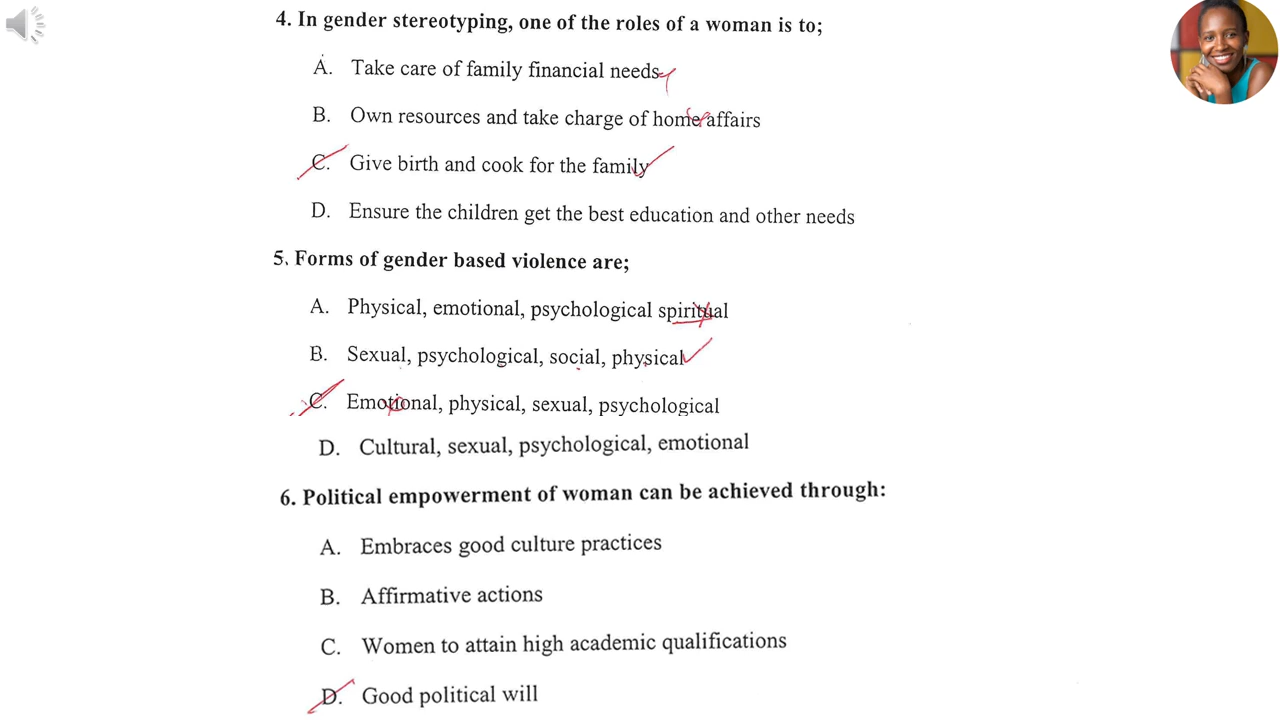 4. In gender stereotyping, one of the roles of a woman is to;
A. Take care of family financial needs
B. Own resources and take charge of home affairs
C. Give birth and cook for the family
D. Ensure the children get the best education and other needs
5. Forms of gender based violence are;
A. Physical, emotional, psychological spiritual
B. Sexual, psychological, social, physical
C. Emotional, physical, sexual, psychological
D. Cultural, sexual, psychological, emotional
6. Political empowerment of woman can be achieved through:
A. Embraces good culture practices
B. Affirmative actions
C. Women to attain high academic qualifications
D. Good political will